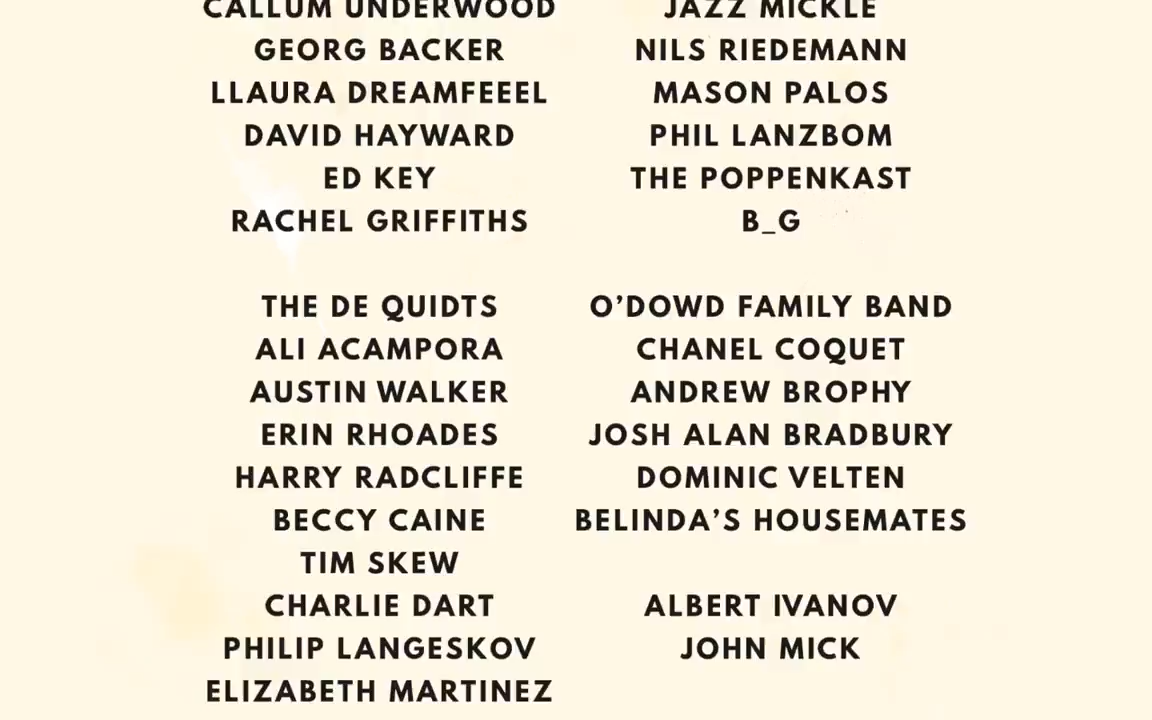 CALLUM UNDERWOOD
GEORG BACKER
LLAURA DREAMFEEEL
DAVID HAYWARD
ED KEY
RACHEL GRIFFITHS
THE DE QUIDTS
ALI ACAMPORA
AUSTIN WALKER
ERIN RHOADES
HARRY RADCLIFFE
BECCY CAINE
TIM SKEW
CHARLIE DART
PHILIP LANGESKOV
ELIZABETH MARTINEZ
JAZZ MICKLE
NILS RIEDEMANN
MASON PALOS
PHIL LANZBOM
THE POPPENKAST
B_G
O’DOWD FAMILY BAND
CHANEL COQUET
ANDREW BROPHY
JOSH ALAN BRADBURY
DOMINIC VELTEN
BELINDA’S HOUSEMATES
ALBERT IVANOV
JOHN MICK